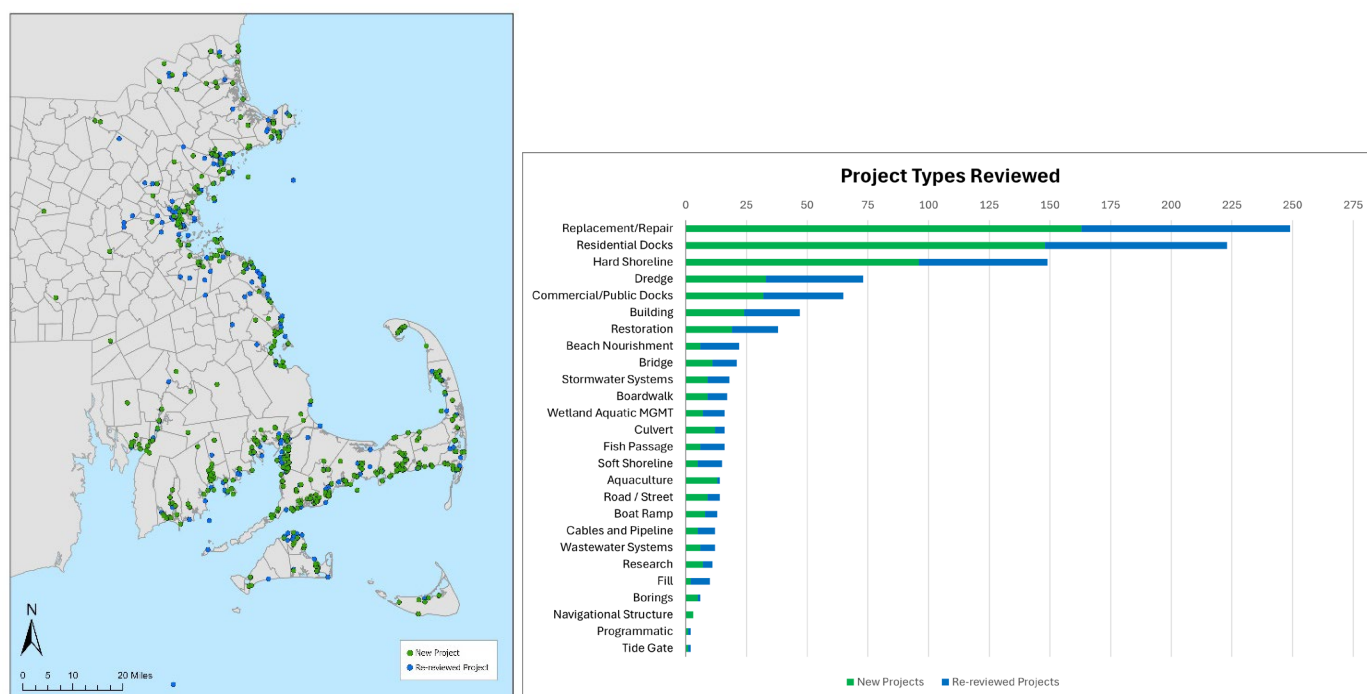 N
0 5 10 20 Miles
New Project
Re-reviewed Project
Project Types Reviewed
0 25 50 75 100 125 150 175 200 225 250 275
Replacement/Repair
Residential Docks
Hard Shoreline
Dredge
Commercial/Public Docks
Building
Restoration
Beach Nourishment
Bridge
Stormwater Systems
Boardwalk
Wetland Aquatic MGMT
Culvert
Fish Passage
Soft Shoreline
Aquaculture
Road / Street
Boat Ramp
Cables and Pipeline
Wastewater Systems
Research
Fill
Borings
Navigational Structure
Programmatic
Tide Gate
New Projects Re-reviewed Projects